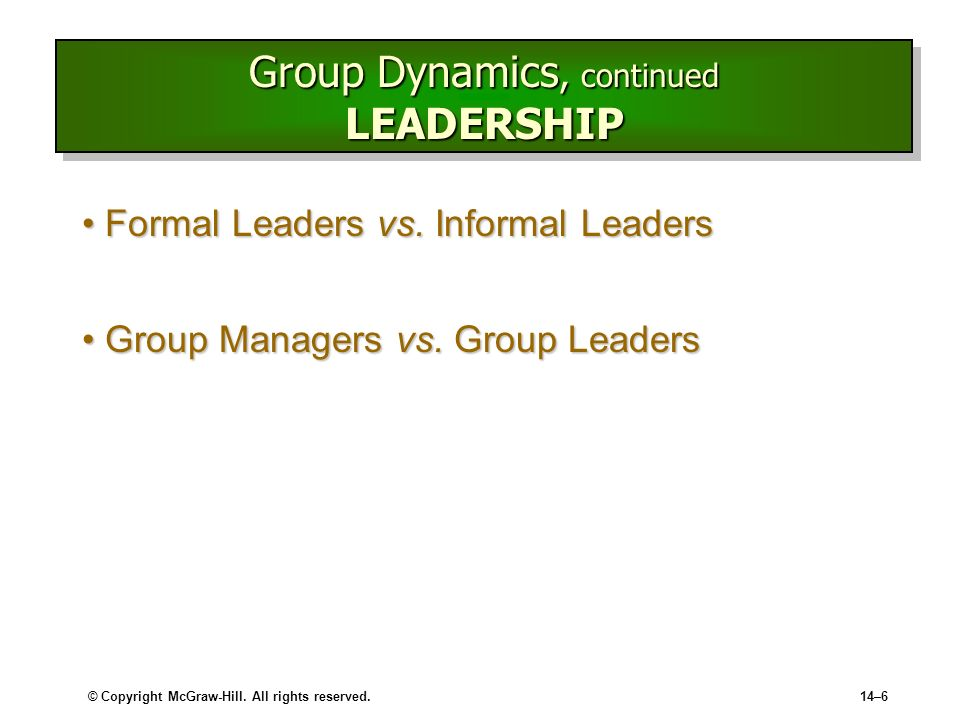 Group Dynamics, continued
LEADERSHIP
• Formal Leaders vs. Informal Leaders
• Group Managers vs. Group Leaders
© Copyright McGraw-Hill. All rights reserved. 14–6